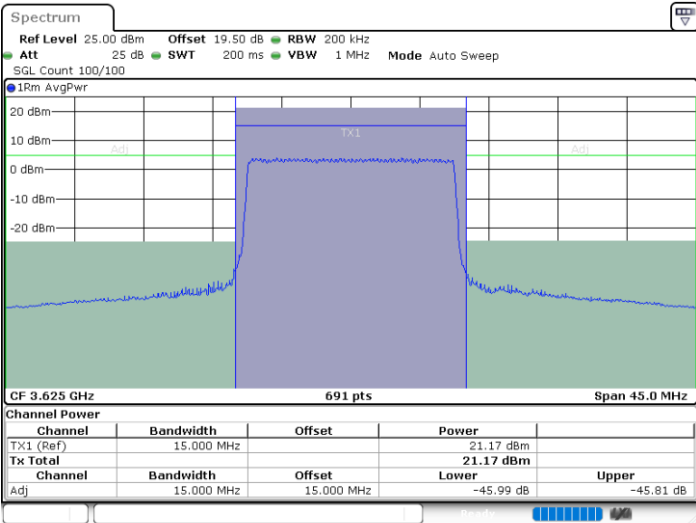 Spectrum
Ref Level 25.00 dBm Offset 19.50 dB RBW 200 kHz
Att 25 dB SWT 200 ms VBW 1 MHz Mode Auto Sweep
SGL Count 100/100
1Rm AvgPwr
20 dBm
TX1
10 dBm
Adj Adj
0 dBm
-10 dBm
-20 dBm
CF 3.625 GHz 691 pts Span 45.0 MHz
Channel Power
Channel Bandwidth Offset Power
TX1 (Ref) 15.000 MHz 21.17 dBm
Tx Total 21.17 dBm
Channel Bandwidth Offset Lower Upper
Adj 15.000 MHz 15.000 MHz -45.99 dB -45.81 dB
Ready